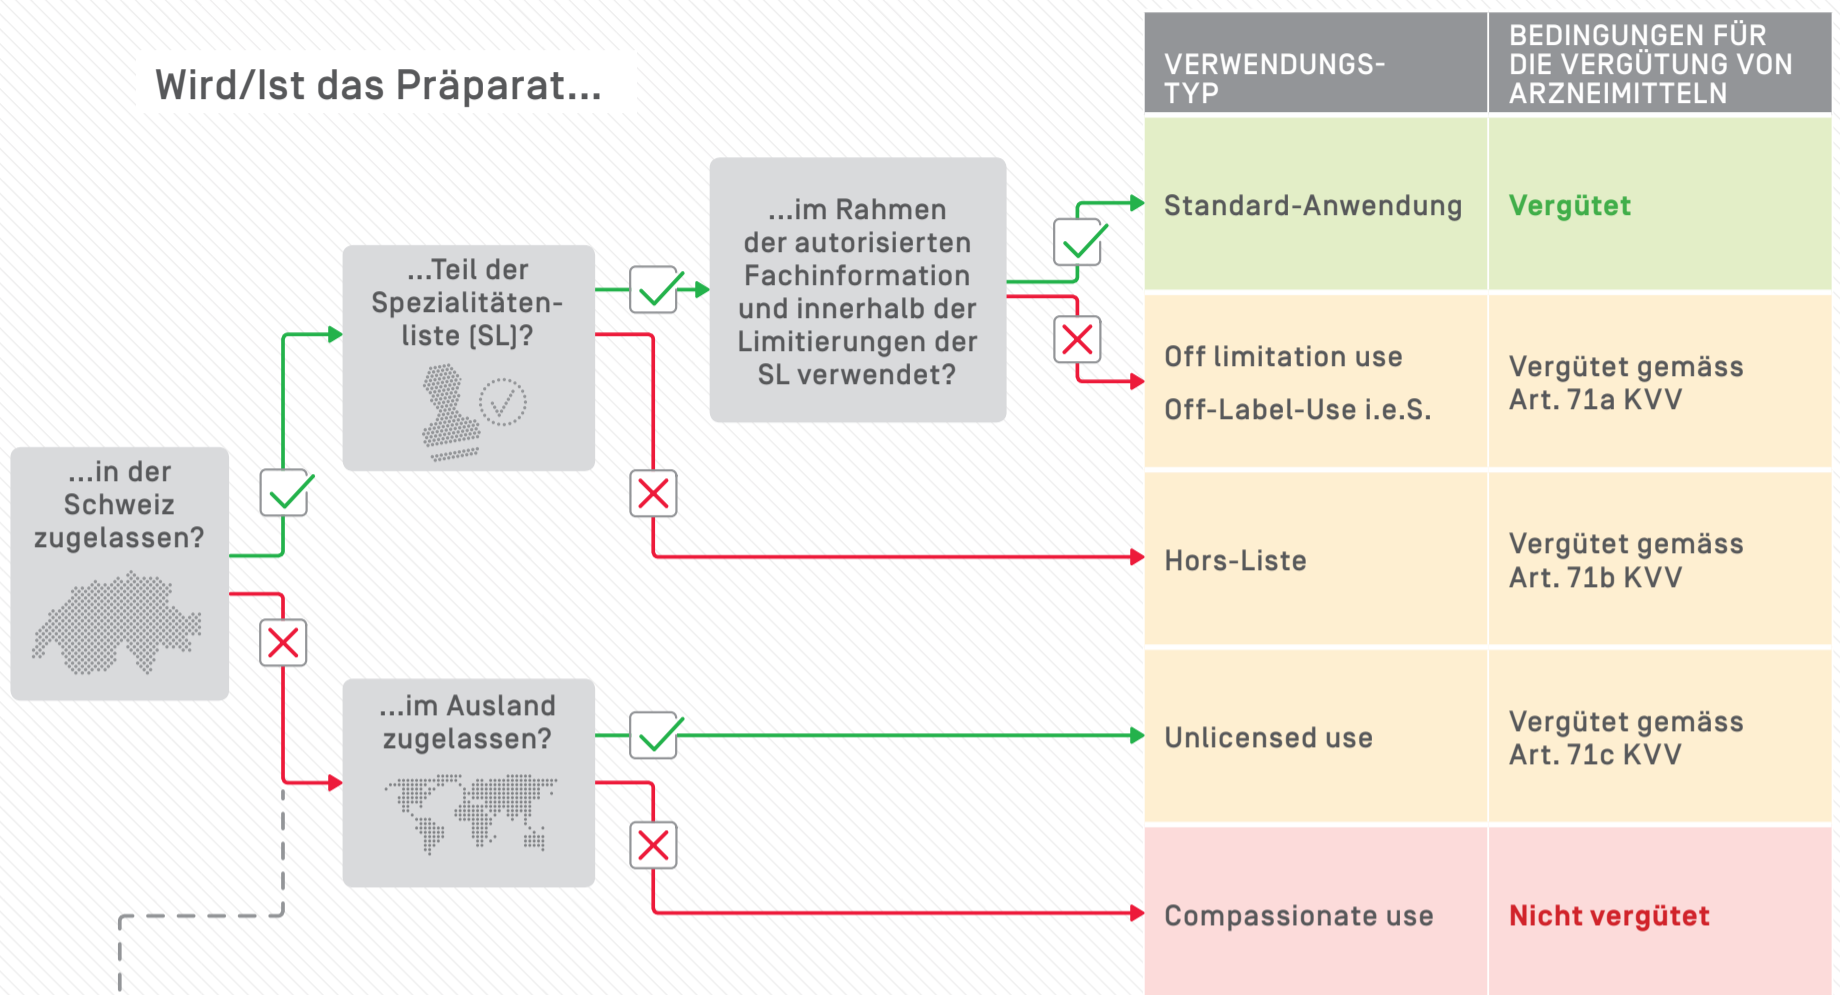 Wird/Ist das Präparat...
VERWENDUNGS-
TYP
BEDINGUNGEN FÜR
DIE VERGÜTUNG VON
ARZNEIMITTELN
...in der
Schweiz
zugelassen?
...Teil der
Spezialitäten-
liste (SL)?
...im Rahmen
der autorisierten
Fachinformation
und innerhalb der
Limitierungen der
SL verwendet?
...im Ausland
zugelassen?
Standard-Anwendung
Vergütet
Off limitation use
Off-Label-Use i.e.S.
Vergütet gemäss
Art. 71a KVV
Hors-Liste
Vergütet gemäss
Art. 71b KVV
Unlicensed use
Vergütet gemäss
Art. 71c KVV
Compassionate use
Nicht vergütet